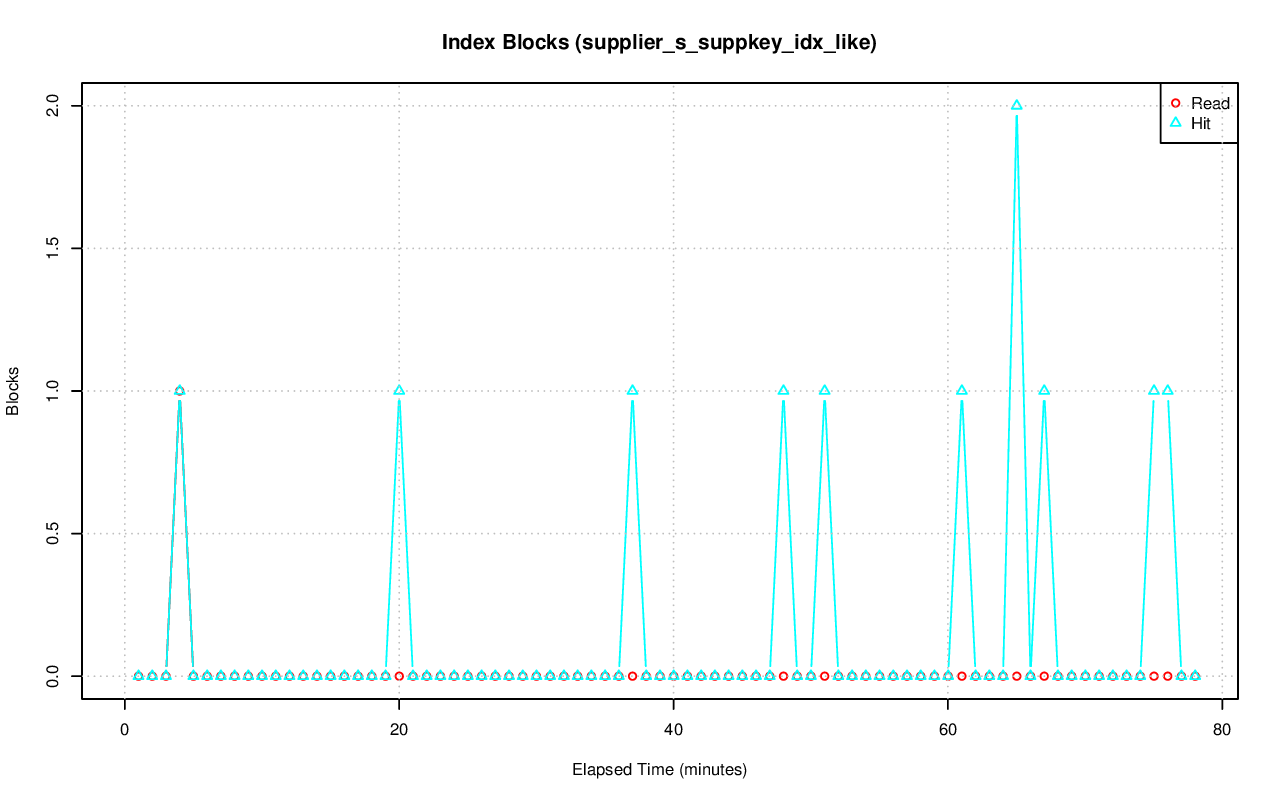 Index Blocks (supplier_s_suppkey_idx_like)
Read
Hit
2.0
1.5
1.0
0.5
0.0
Blocks
0 20 40 60 80
Elapsed Time (minutes)